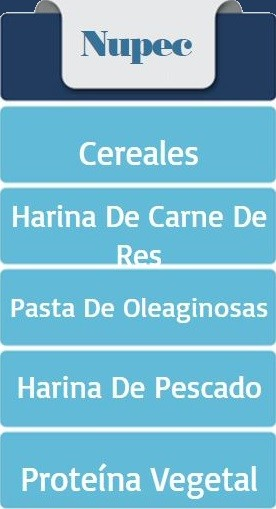 Nupec
Cereales
Harina De Carne De
Res
Pasta De Oleaginosas
Harina De Pescado
Proteína Vegetal